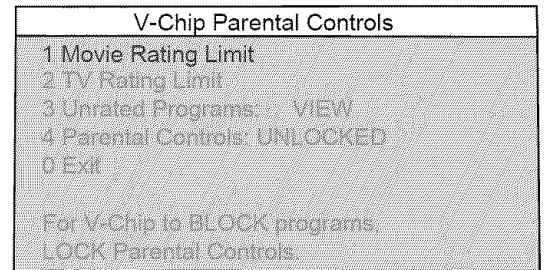 V-Chip Parental Controls
1 Movie Rating Limit
2 TV Rating Limit
3 Unrated Programs: VIEW
4 Parental Controls: UNLOCKED
0 Exit
For V-Chip to BLOCK programs,
LOCK Parental Controls.